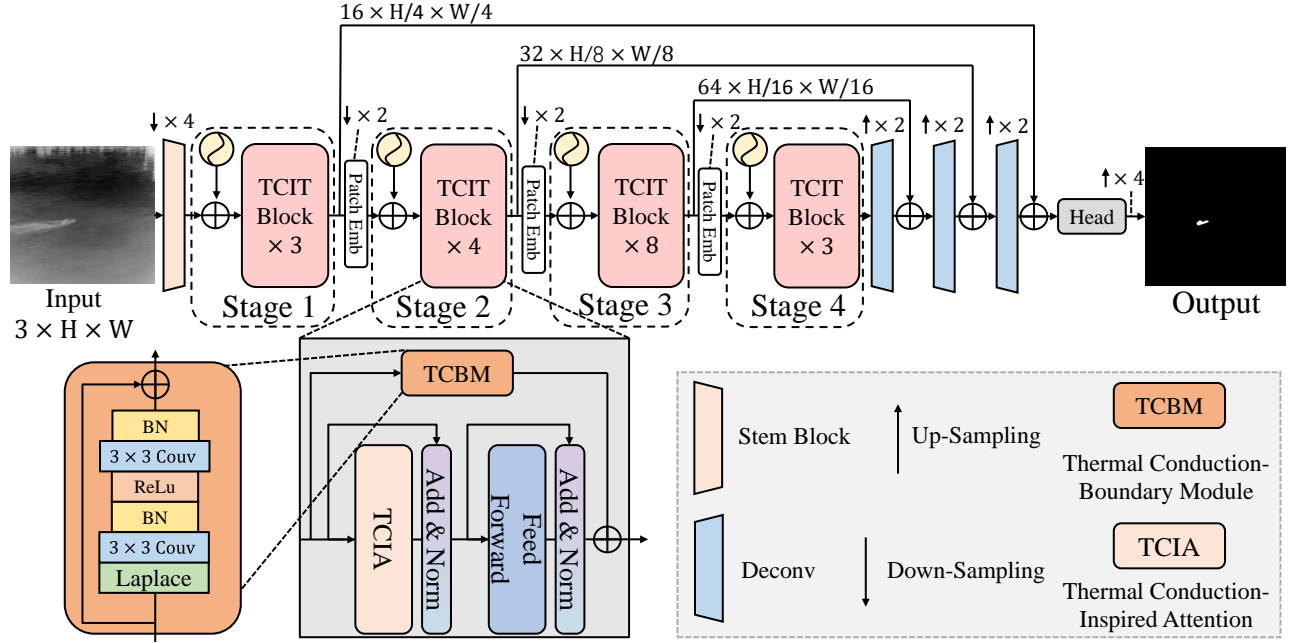 16 × H/4 × W/4
32 × H/8 × W/8
64 × H/16 × W/16
↓ × 4
↓ × 2
↓ × 2
↓ × 2
↑ × 2
↑ × 2
↑ × 2
↑ × 4
TCIT
Block
× 3
Patch Emb
TCIT
Block
× 4
Patch Emb
TCIT
Block
× 8
Patch Emb
TCIT
Block
× 3
Head
Input
3 × H × W
Stage 1
Stage 2
Stage 3
Stage 4
Output
BN
3 × 3 Couv
ReLu
BN
3 × 3 Couv
Laplace
TCBM
TCIA
Add & Norm
Feed
Forward
Add & Norm
Stem Block
Up-Sampling
TCBM
Thermal Conduction-
Boundary Module
Deconv
Down-Sampling
TCIA
Thermal Conduction-
Inspired Attention